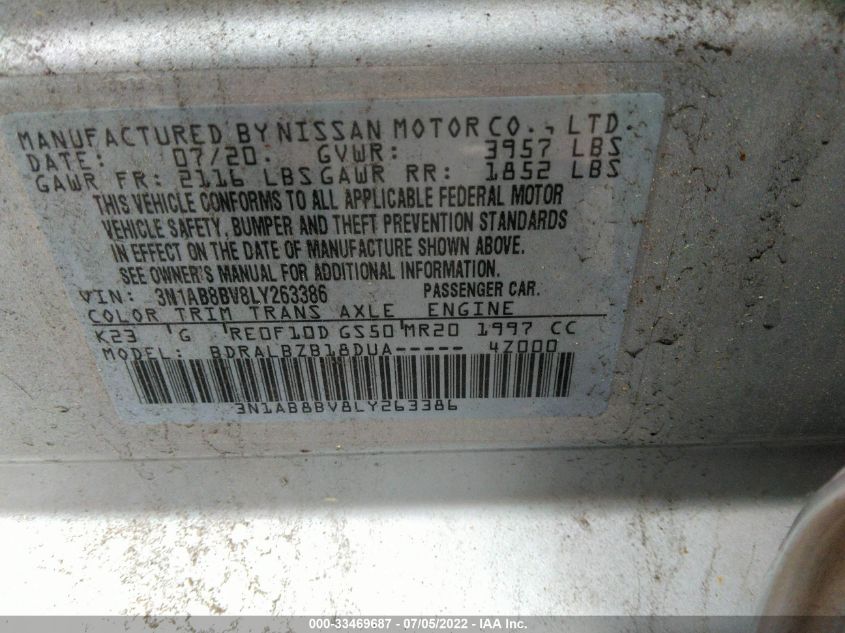 MANUFACTURED BY NISSAN MOTOR CO., LTD.
DATE: 07/20. GVWR: 3957 LBS
GAWR FR: 2116 LBS GAWR RR: 1852 LBS
THIS VEHICLE CONFORMS TO ALL APPLICABLE FEDERAL MOTOR
VEHICLE SAFETY, BUMPER AND THEFT PREVENTION STANDARDS
IN EFFECT ON THE DATE OF MANUFACTURE SHOWN ABOVE.
SEE OWNER'S MANUAL FOR ADDITIONAL INFORMATION.
VIN: 3N1AB8BV8LY263386 PASSENGER CAR.
COLOR TRIM TRANS AXLE ENGINE
K23 'G RE0F10D GS50'MR20 1997 CC
MODEL: BDRALBZB18DUA----- 4Z000
3N1AB8BV8LY263386
000-33469687 - 07/05/2022 - IAA Inc.